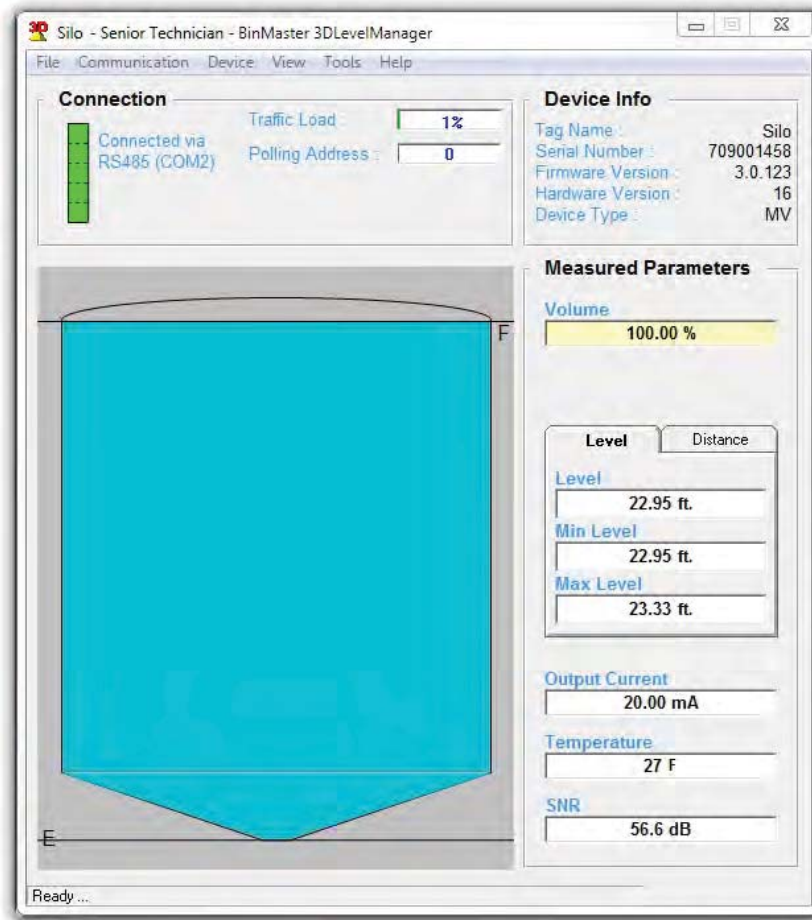 3D Silo - Senior Technician - BinMaster 3DLevelManager
File Communication Device View Tools Help
Connection
Connected via
RS485 (COM2)
Traffic Load : 1%
Polling Address : 0
Device Info
Tag Name : Silo
Serial Number : 709001458
Firmware Version : 3.0.123
Hardware Version : 16
Device Type : MV
F
E
Measured Parameters
Volume
100.00 %
Level Distance
Level
22.95 ft.
Min Level
22.95 ft.
Max Level
23.33 ft.
Output Current
20.00 mA
Temperature
27 F
SNR
56.6 dB
Ready ...